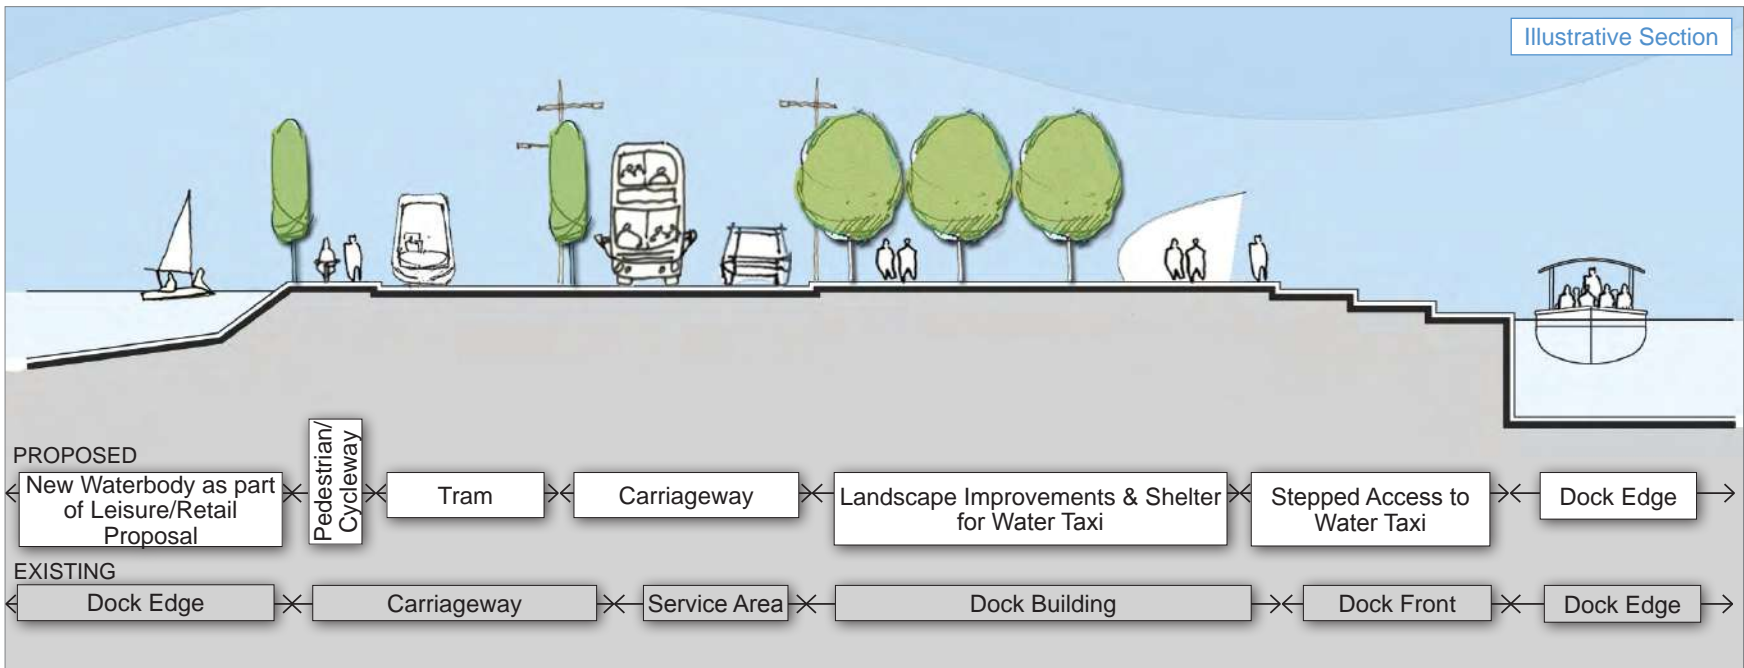 Illustrative Section
PROPOSED
New Waterbody as part
of Leisure/Retail
Proposal
Pedestrian/
Cycleway
Tram
Carriageway
Landscape Improvements & Shelter
for Water Taxi
Stepped Access to
Water Taxi
Dock Edge
EXISTING
Dock Edge
Carriageway
Service Area
Dock Building
Dock Front
Dock Edge